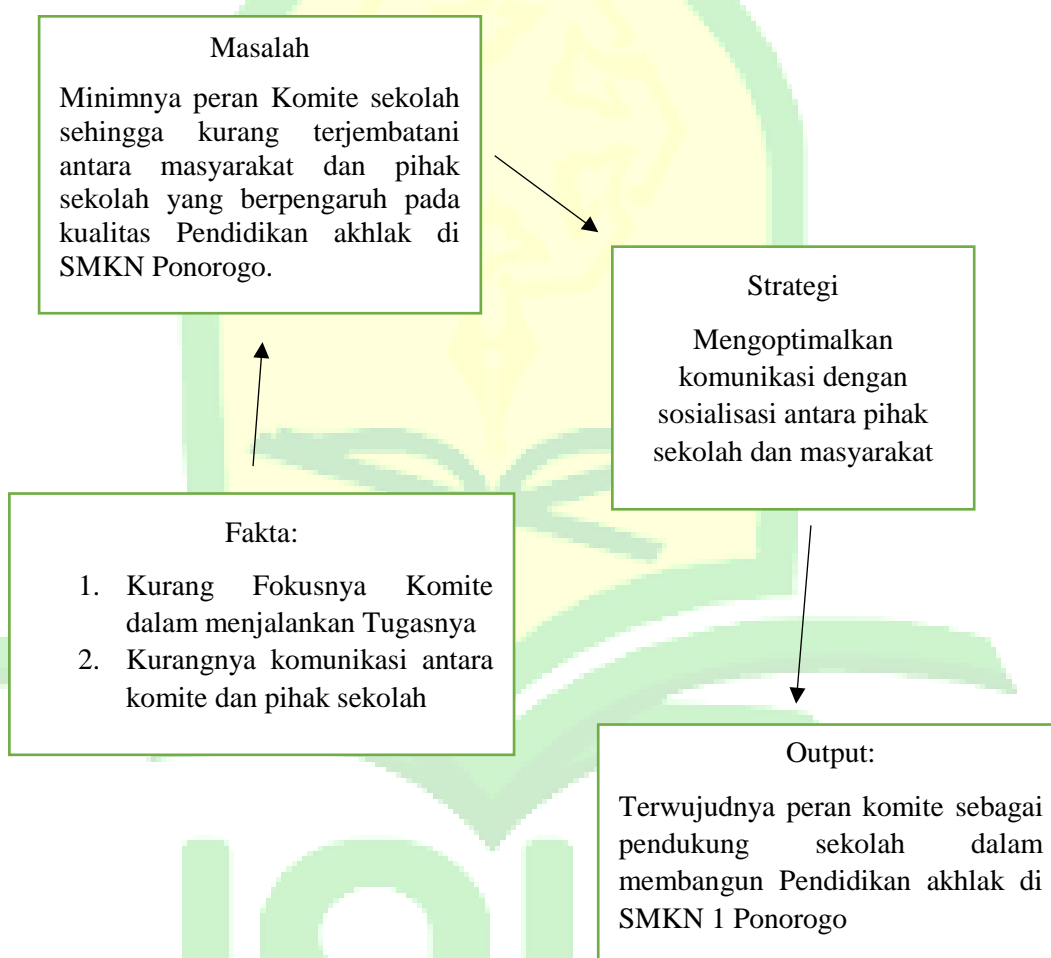 Masalah
Minimnya peran Komite sekolah
sehingga kurang terjembatani
antara masyarakat dan pihak
sekolah yang berpengaruh pada
kualitas Pendidikan akhlak di
SMKN Ponorogo.
Strategi
Mengoptimalkan
komunikasi dengan
sosialisasi antara pihak
sekolah dan masyarakat
Fakta:
1. Kurang Fokusnya Komite
dalam menjalankan Tugasnya
2. Kurangnya komunikasi antara
komite dan pihak sekolah
Output:
Terwujudnya peran komite sebagai
pendukung sekolah dalam
membangun Pendidikan akhlak di
SMKN 1 Ponorogo